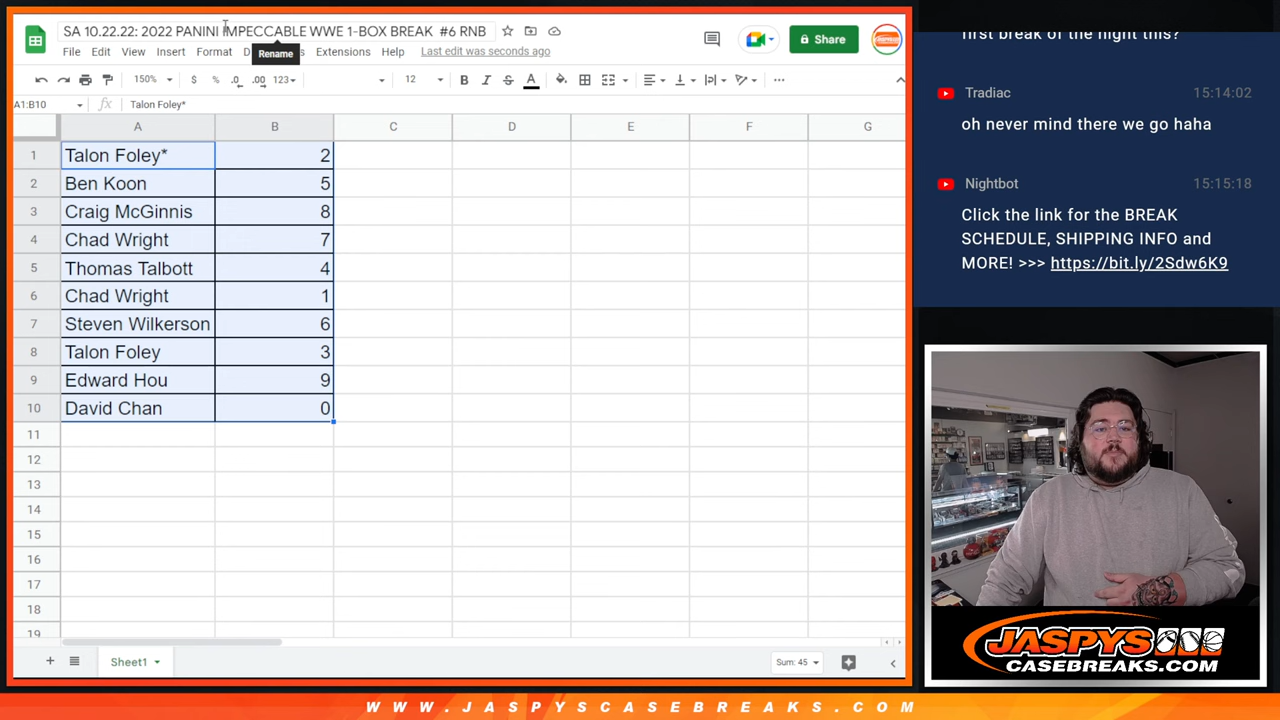 SA 10.22.22: 2022 PANINI IMPECCABLE WWE 1-BOX BREAK #6 RNB
File Edit View Insert Format Extensions Help Last edit was seconds ago
Rename
Share
150% $ % .0 .00 123 12 B I S A
A1:B10 fx Talon Foley*
A B C D E F G
1 Talon Foley* 2
2 Ben Koon 5
3 Craig McGinnis 8
4 Chad Wright 7
5 Thomas Talbott 4
6 Chad Wright 1
7 Steven Wilkerson 6
8 Talon Foley 3
9 Edward Hou 9
10 David Chan 0
11
12
13
14
15
16
17
18
19
Sheet1
Sum: 45
first break of the night this?
Tradiac 15:14:02
oh never mind there we go haha
Nightbot 15:15:18
Click the link for the BREAK
SCHEDULE, SHIPPING INFO and
MORE! >>> https://bit.ly/2Sdw6K9
JASPYS
CASEBREAKS.COM
WWW.JASPYSCASEBREAKS.COM